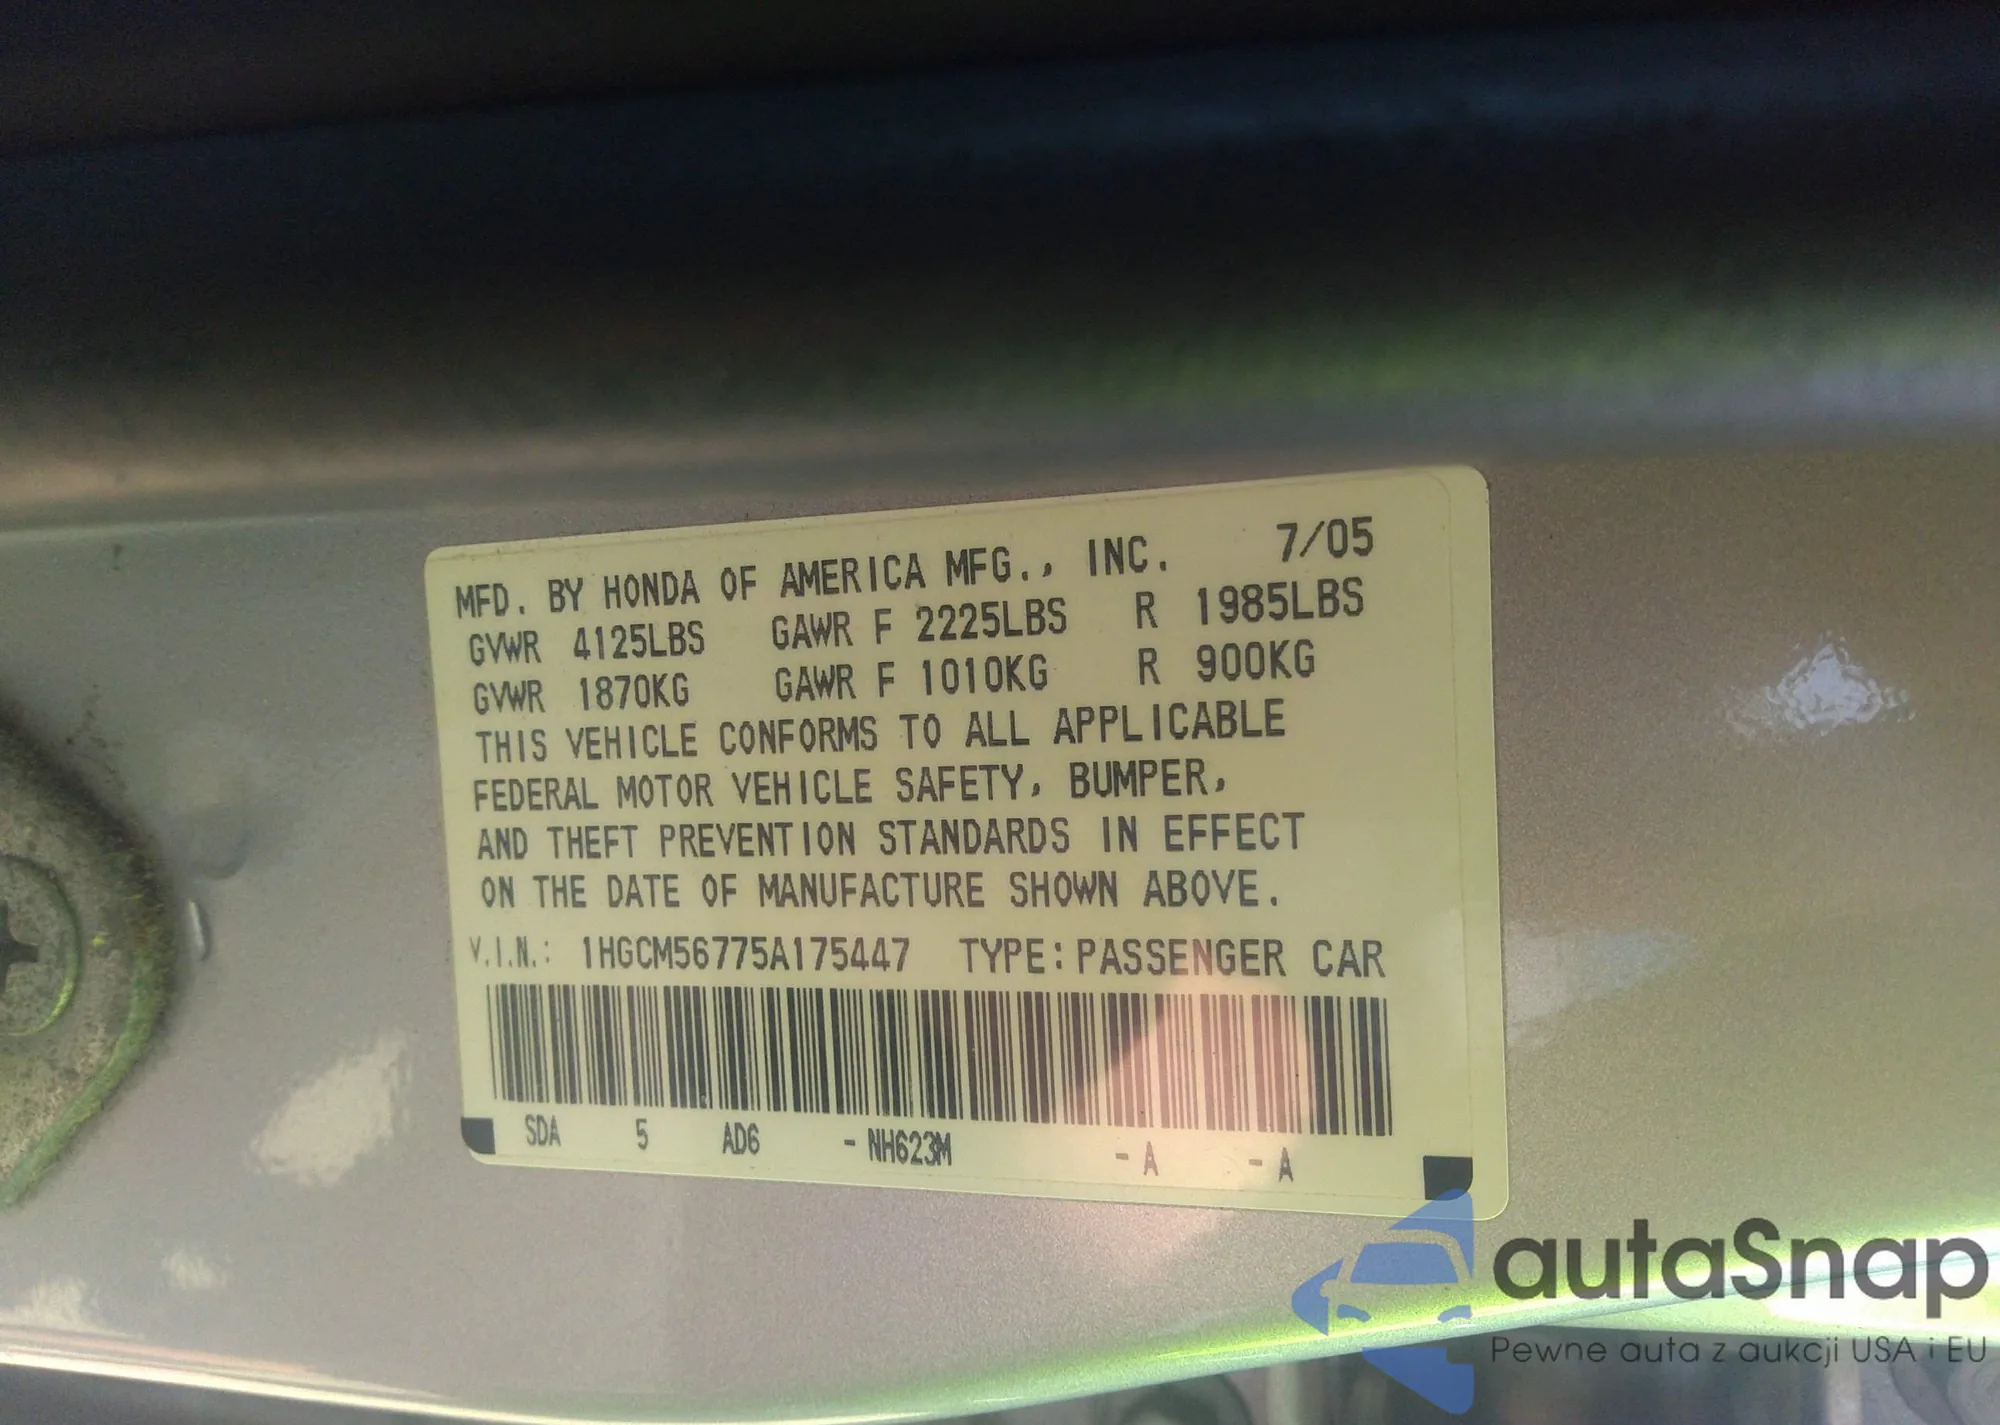 MFD. BY HONDA OF AMERICA MFG., INC. 7/05
GVWR 4125LBS GAWR F 2225LBS R 1985LBS
GVWR 1870KG GAWR F 1010KG R 900KG
THIS VEHICLE CONFORMS TO ALL APPLICABLE
FEDERAL MOTOR VEHICLE SAFETY, BUMPER,
AND THEFT PREVENTION STANDARDS IN EFFECT
ON THE DATE OF MANUFACTURE SHOWN ABOVE.
V.I.N.: 1HGCM56775A175447 TYPE: PASSENGER CAR
SDA 5 AD6 - NH623M - A - A
autaSnap
Pewne auta z aukcji USA i EU